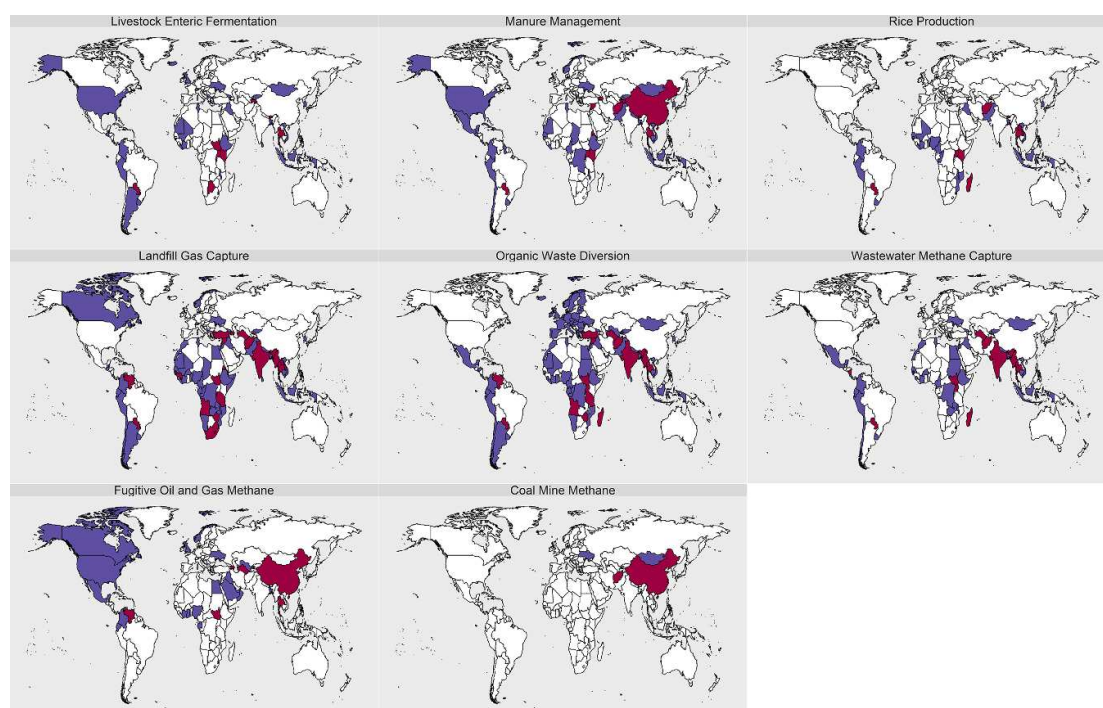 Livestock Enteric Fermentation
Manure Management
Rice Production
Landfill Gas Capture
Organic Waste Diversion
Wastewater Methane Capture
Fugitive Oil and Gas Methane
Coal Mine Methane